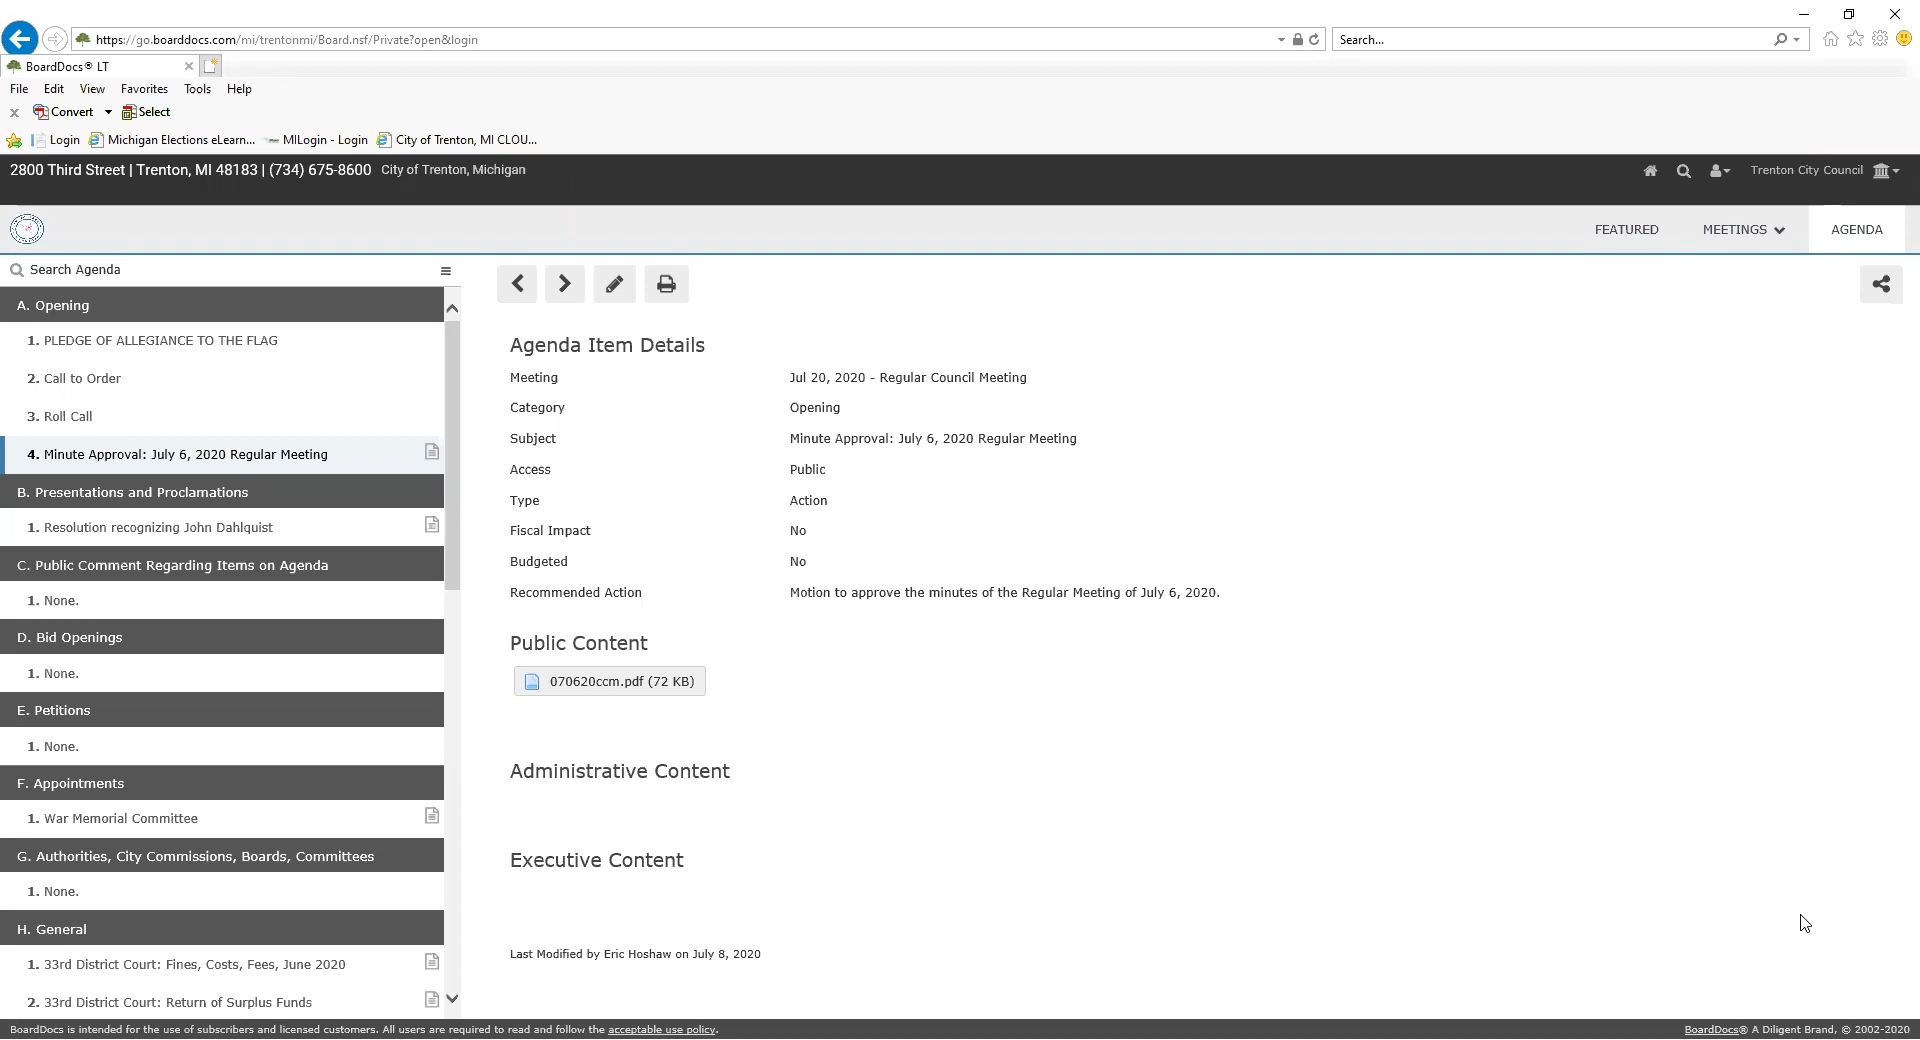 https://go.boarddocs.com/mi/trentonmi/Board.nsf/Private?open&login
Search...
BoardDocs® LT
File Edit View Favorites Tools Help
x Convert Select
Login Michigan Elections eLearn... MILogin - Login City of Trenton, MI CLOU...
2800 Third Street | Trenton, MI 48183 | (734) 675-8600 City of Trenton, Michigan
Trenton City Council
FEATURED MEETINGS AGENDA
Search Agenda
A. Opening
1. PLEDGE OF ALLEGIANCE TO THE FLAG
2. Call to Order
3. Roll Call
4. Minute Approval: July 6, 2020 Regular Meeting
B. Presentations and Proclamations
1. Resolution recognizing John Dahlquist
C. Public Comment Regarding Items on Agenda
1. None.
D. Bid Openings
1. None.
E. Petitions
1. None.
F. Appointments
1. War Memorial Committee
G. Authorities, City Commissions, Boards, Committees
1. None.
H. General
1. 33rd District Court: Fines, Costs, Fees, June 2020
2. 33rd District Court: Return of Surplus Funds
Agenda Item Details
Meeting Jul 20, 2020 - Regular Council Meeting
Category Opening
Subject Minute Approval: July 6, 2020 Regular Meeting
Access Public
Type Action
Fiscal Impact No
Budgeted No
Recommended Action Motion to approve the minutes of the Regular Meeting of July 6, 2020.
Public Content
070620ccm.pdf (72 KB)
Administrative Content
Executive Content
Last Modified by Eric Hoshaw on July 8, 2020
BoardDocs is intended for the use of subscribers and licensed customers. All users are required to read and follow the acceptable use policy.
BoardDocs® A Diligent Brand, © 2002-2020